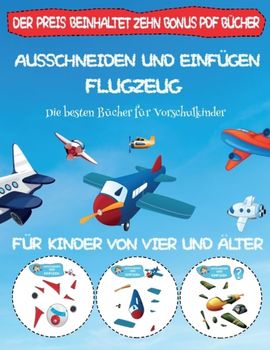 DER PREIS BEINHALTET ZEHN BONUS PDF BÜCHER
AUSSCHNEIDEN UND EINFÜGEN
FLUGZEUG
Die besten Bücher für Vorschulkinder
FÜR KINDER VON VIER UND ÄLTER